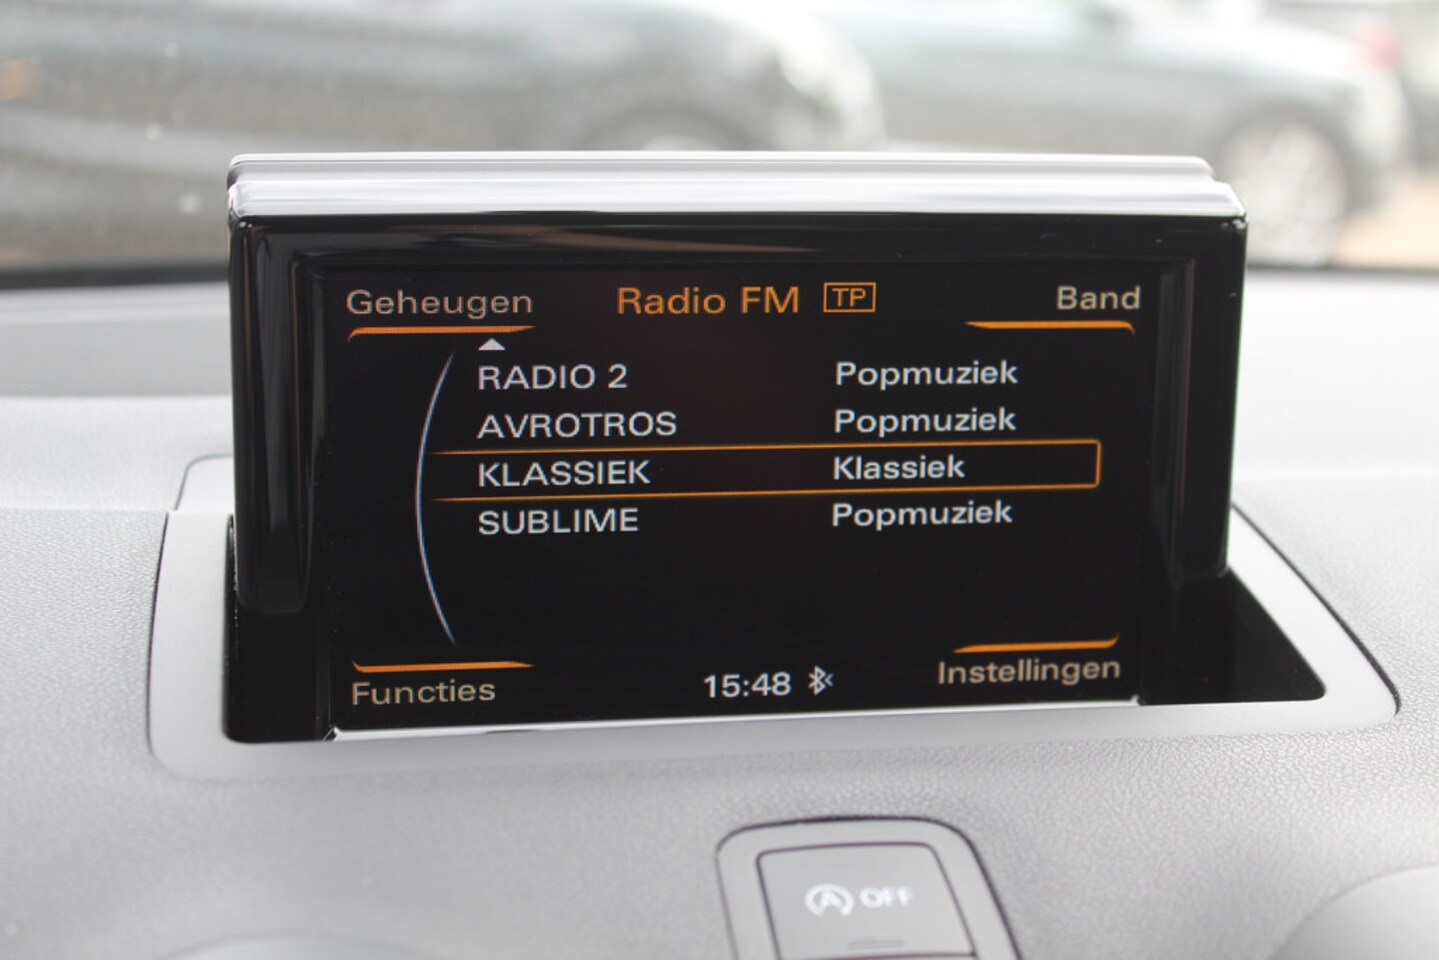 Geheugen Radio FM TP Band
RADIO 2 Popmuziek
AVROTROS Popmuziek
KLASSIEK Klassiek
SUBLIME Popmuziek
Functies 15:48 Instellingen
A OFF